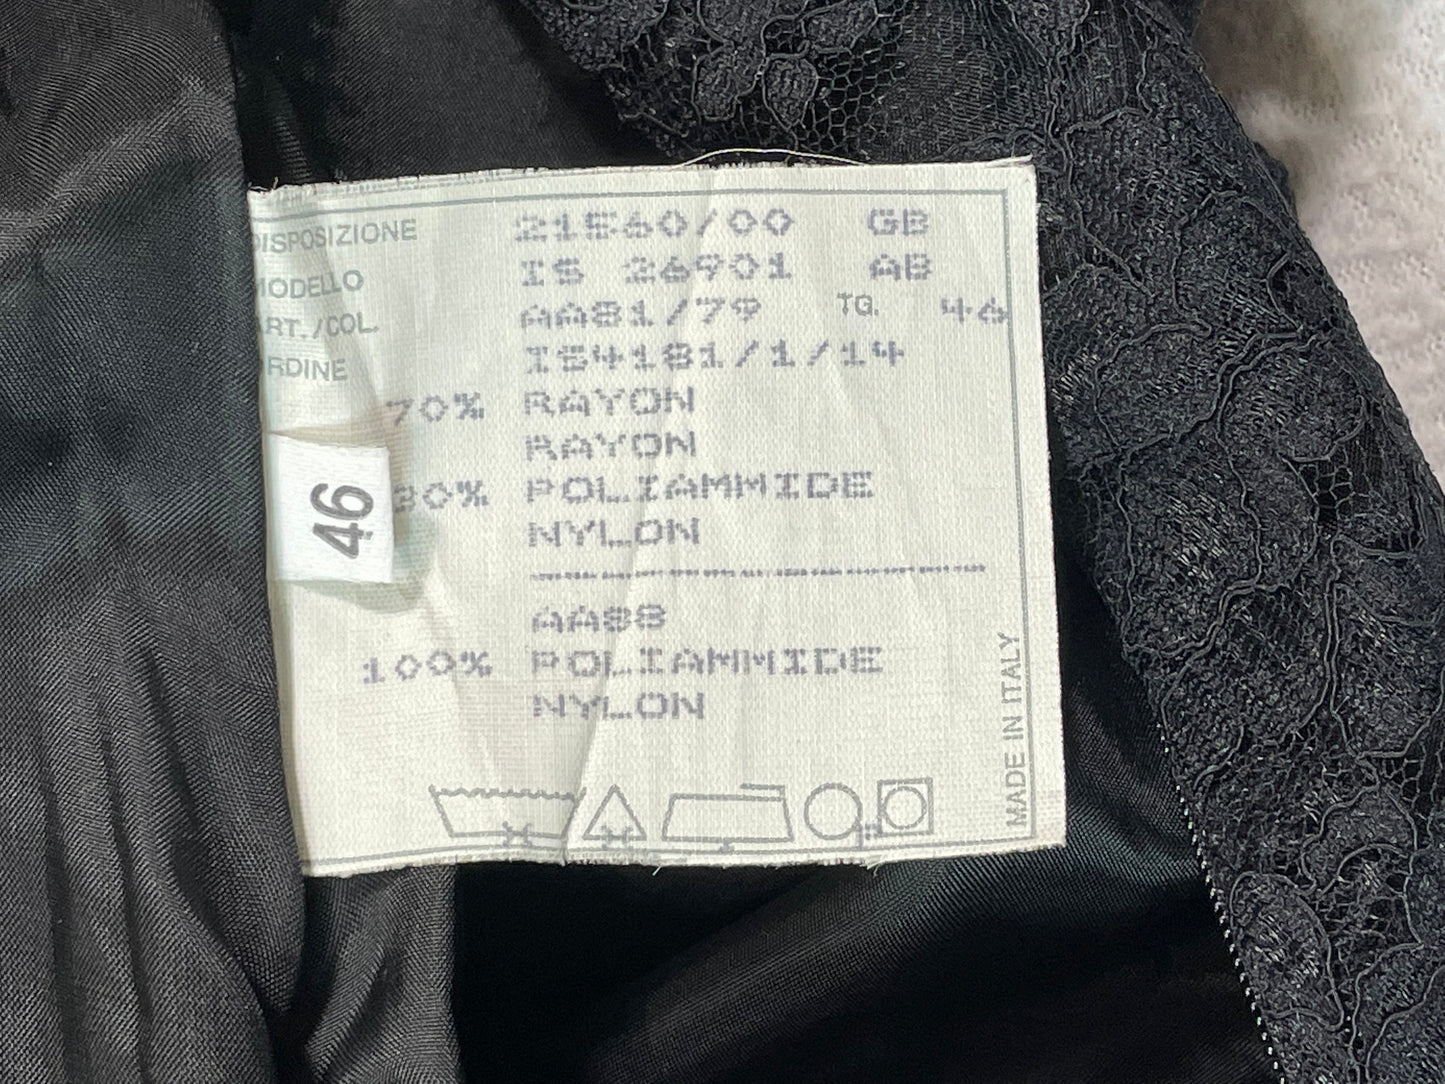 DISPOSIZIONE 21560/00 GB
MODELLO IS 26901 AB
ART./COL. AA81/79 TG. 46
ORDINE IS4181/1/14
70% RAYON
RAYON
30% POLIAMMIDE
NYLON
AA88
100% POLIAMMIDE
NYLON
46
MADE IN ITALY